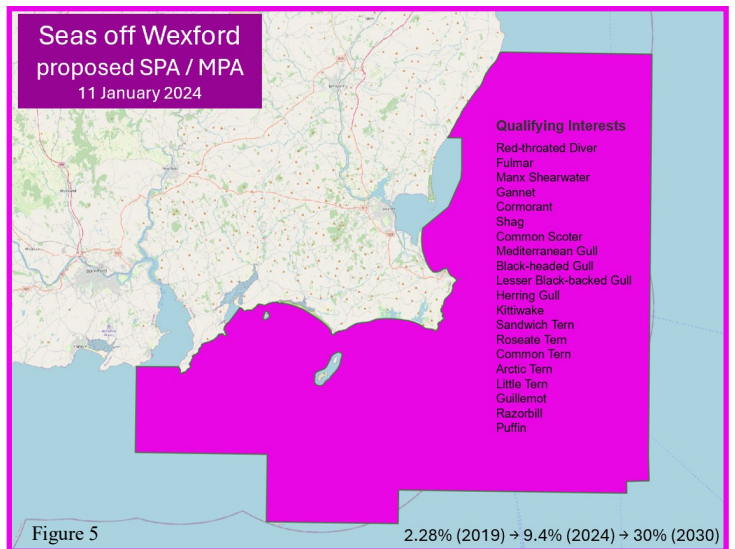 Seas off Wexford
proposed SPA / MPA
11 January 2024
Qualifying Interests
Red-throated Diver
Fulmar
Manx Shearwater
Gannet
Cormorant
Shag
Common Scoter
Mediterranean Gull
Black-headed Gull
Lesser Black-backed Gull
Herring Gull
Kittiwake
Sandwich Tern
Roseate Tern
Common Tern
Arctic Tern
Little Tern
Guillemot
Razorbill
Puffin
Figure 5
2.28% (2019) → 9.4% (2024) → 30% (2030)